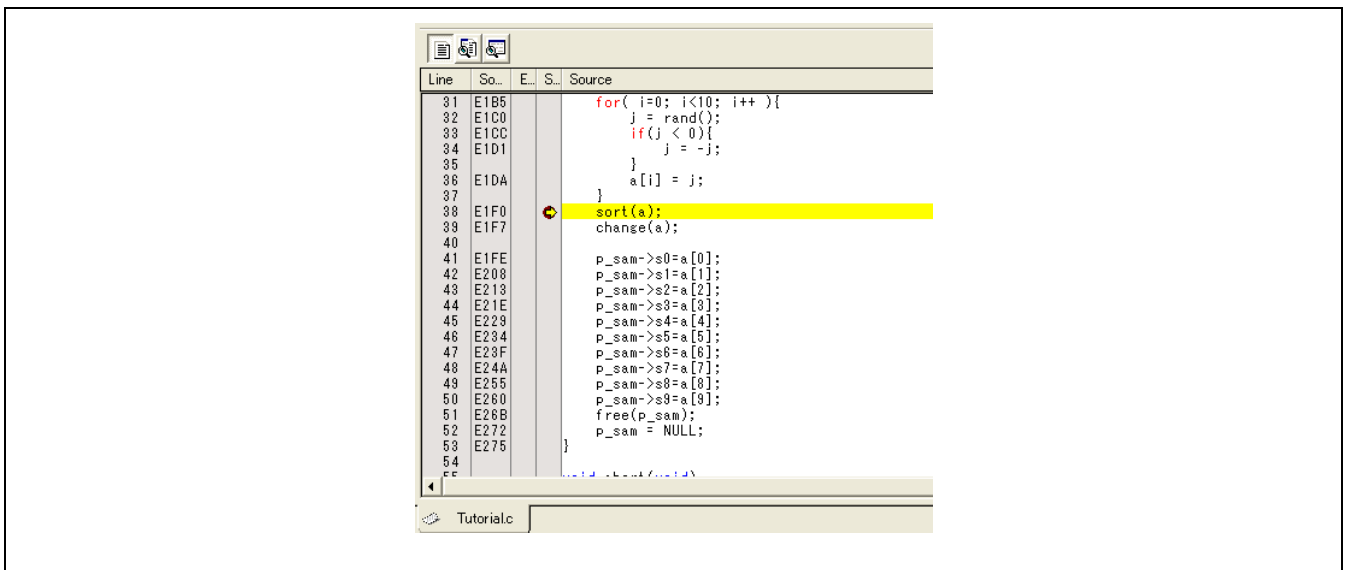 Line So... E... S... Source
31 E1B5 for( i=0; i<10; i++ ){
32 E1C0 j = rand();
33 E1CC if(j < 0){
34 E1D1 j = -j;
35 }
36 E1DA a[i] = j;
37 }
38 E1F0 sort(a);
39 E1F7 change(a);
40
41 E1FE p_sam->s0=a[0];
42 E208 p_sam->s1=a[1];
43 E213 p_sam->s2=a[2];
44 E21E p_sam->s3=a[3];
45 E229 p_sam->s4=a[4];
46 E234 p_sam->s5=a[5];
47 E23F p_sam->s6=a[6];
48 E24A p_sam->s7=a[7];
49 E255 p_sam->s8=a[8];
50 E260 p_sam->s9=a[9];
51 E26B free(p_sam);
52 E272 p_sam = NULL;
53 E275 }
54
Tutorial.c